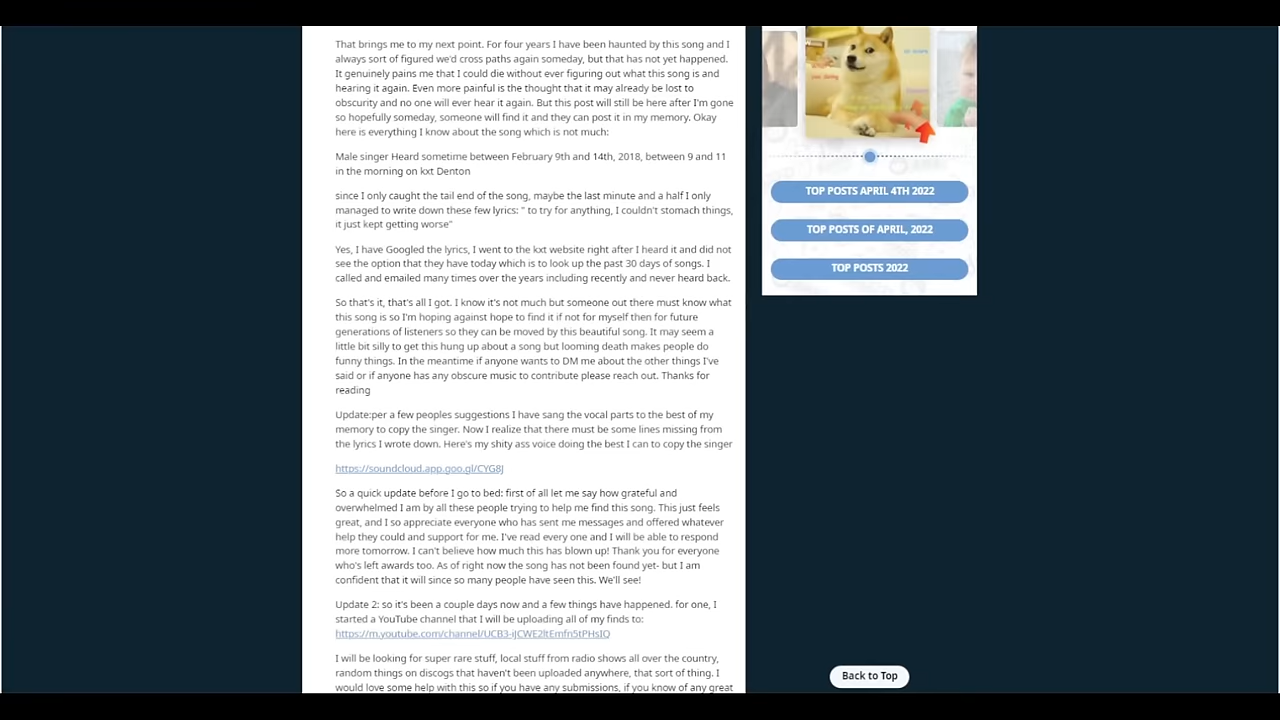 That brings me to my next point. For four years I have been haunted by this song and I
always sort of figured we'd cross paths again someday, but that has not yet happened.
It genuinely pains me that I could die without ever figuring out what this song is and
hearing it again. Even more painful is the thought that it may already be lost to
obscurity and no one will ever hear it again. But this post will still be here after I'm gone
so hopefully someday, someone will find it and they can post it in my memory. Okay
here is everything I know about the song which is not much:
Male singer Heard sometime between February 9th and 14th, 2018, between 9 and 11
in the morning on kxt Denton
since I only caught the tail end of the song, maybe the last minute and a half I only
managed to write down these few lyrics: " to try for anything, I couldn't stomach things,
it just kept getting worse"
Yes, I have Googled the lyrics, I went to the kxt website right after I heard it and did not
see the option that they have today which is to look up the past 30 days of songs. I
called and emailed many times over the years including recently and never heard back.
So that's it, that's all I got. I know it's not much but someone out there must know what
this song is so I'm hoping against hope to find it if not for myself then for future
generations of listeners so they can be moved by this beautiful song. It may seem a
little bit silly to get this hung up about a song but looming death makes people do
funny things. In the meantime if anyone wants to DM me about the other things I've
said or if anyone has any obscure music to contribute please reach out. Thanks for
reading
Update:per a few peoples suggestions I have sang the vocal parts to the best of my
memory to copy the singer. Now I realize that there must be some lines missing from
the lyrics I wrote down. Here's my shity ass voice doing the best I can to copy the singer
https://soundcloud.app.goo.gl/CYG8J
So a quick update before I go to bed: first of all let me say how grateful and
overwhelmed I am by all these people trying to help me find this song. This just feels
great, and I so appreciate everyone who has sent me messages and offered whatever
help they could and support for me. I've read every one and I will be able to respond
more tomorrow. I can't believe how much this has blown up! Thank you for everyone
who's left awards too. As of right now the song has not been found yet- but I am
confident that it will since so many people have seen this. We'll see!
Update 2: so it's been a couple days now and a few things have happened. for one, I
started a YouTube channel that I will be uploading all of my finds to:
https://m.youtube.com/channel/UCB3-iJCWE2ltEmfn5tPHsIQ
I will be looking for super rare stuff, local stuff from radio shows all over the country,
random things on discogs that haven't been uploaded anywhere, that sort of thing. I
would love some help with this so if you have any submissions, if you know of any great
TOP POSTS APRIL 4TH 2022
TOP POSTS OF APRIL, 2022
TOP POSTS 2022
Back to Top